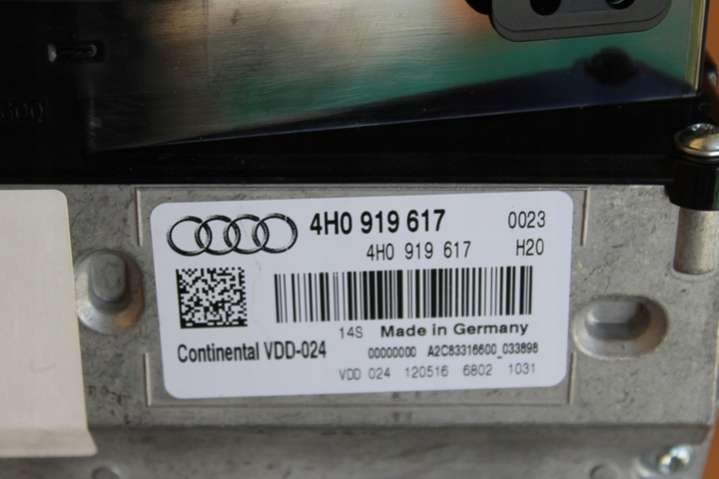 4H0 919 617 0023
4H0 919 617 H20
14S Made in Germany
Continental VDD-024 00000000 A2C83316600_033898
VDD 024 120516 6802 1031